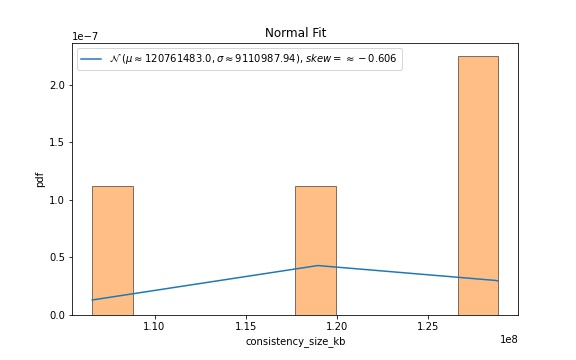 Normal Fit
1e−7
𝒩(μ ≈ 120761483.0, σ ≈ 9110987.94), skew = ≈ −0.606
2.0
1.5
1.0
0.5
0.0
pdf
1.10 1.15 1.20 1.25
1e8
consistency_size_kb